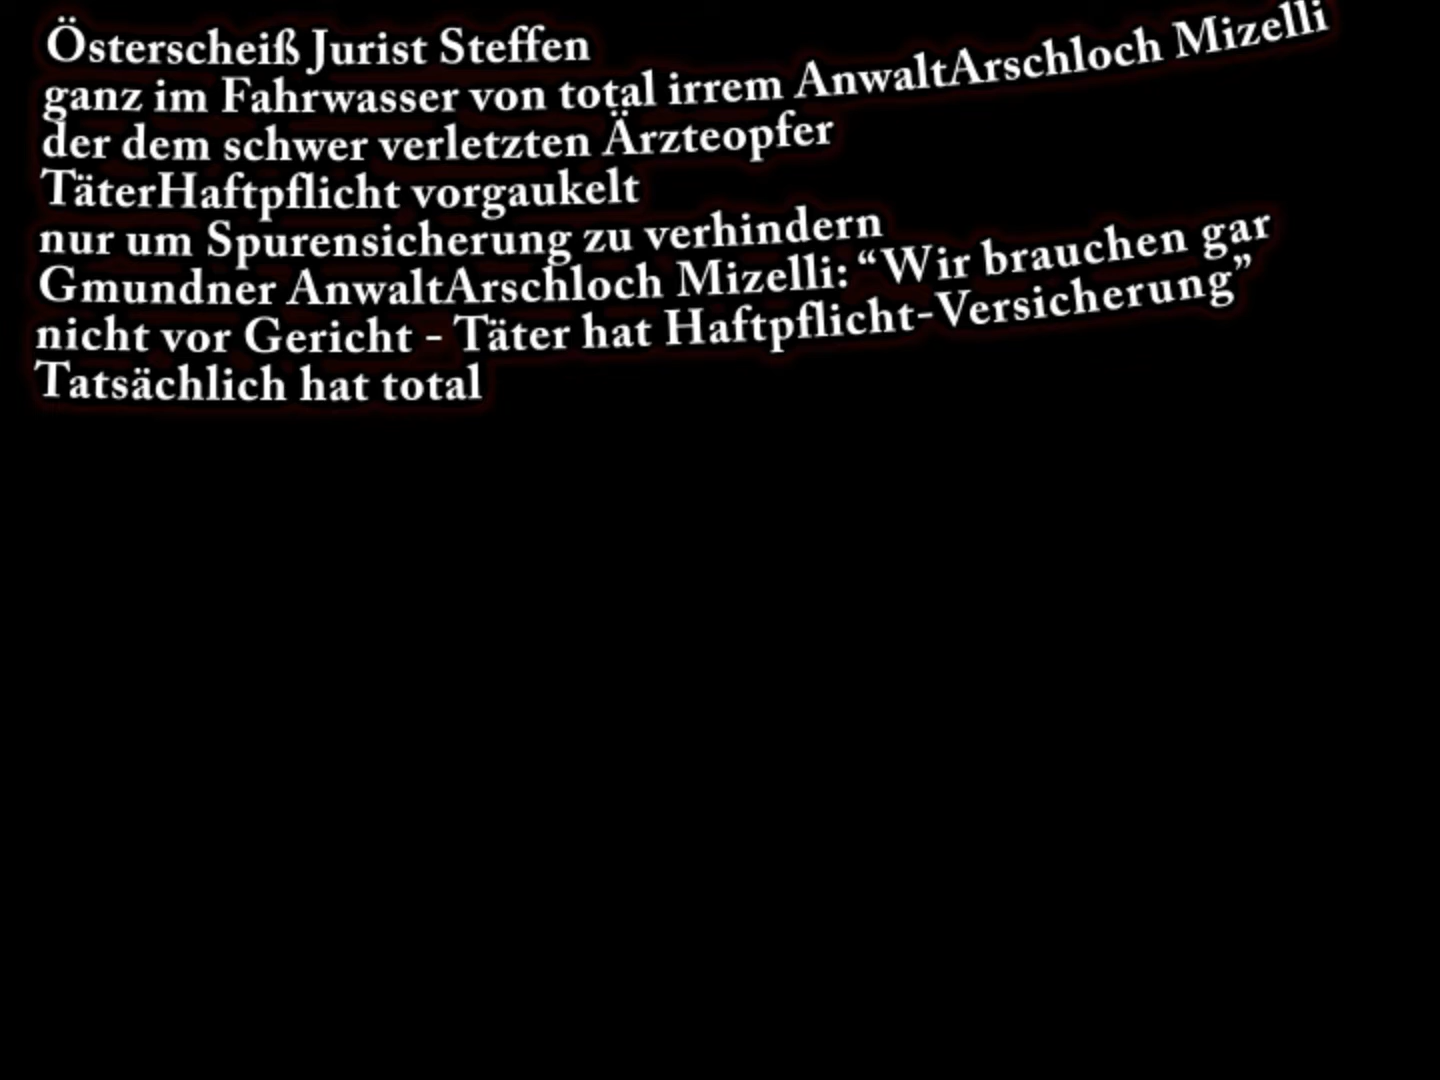 Österscheiß Jurist Steffen
ganz im Fahrwasser von total irrem AnwaltArschloch Mizelli
der dem schwer verletzten Ärzteopfer
TäterHaftpflicht vorgaukelt
nur um Spurensicherung zu verhindern
Gmundner AnwaltArschloch Mizelli: “Wir brauchen gar
nicht vor Gericht - Täter hat Haftpflicht-Versicherung”
Tatsächlich hat total